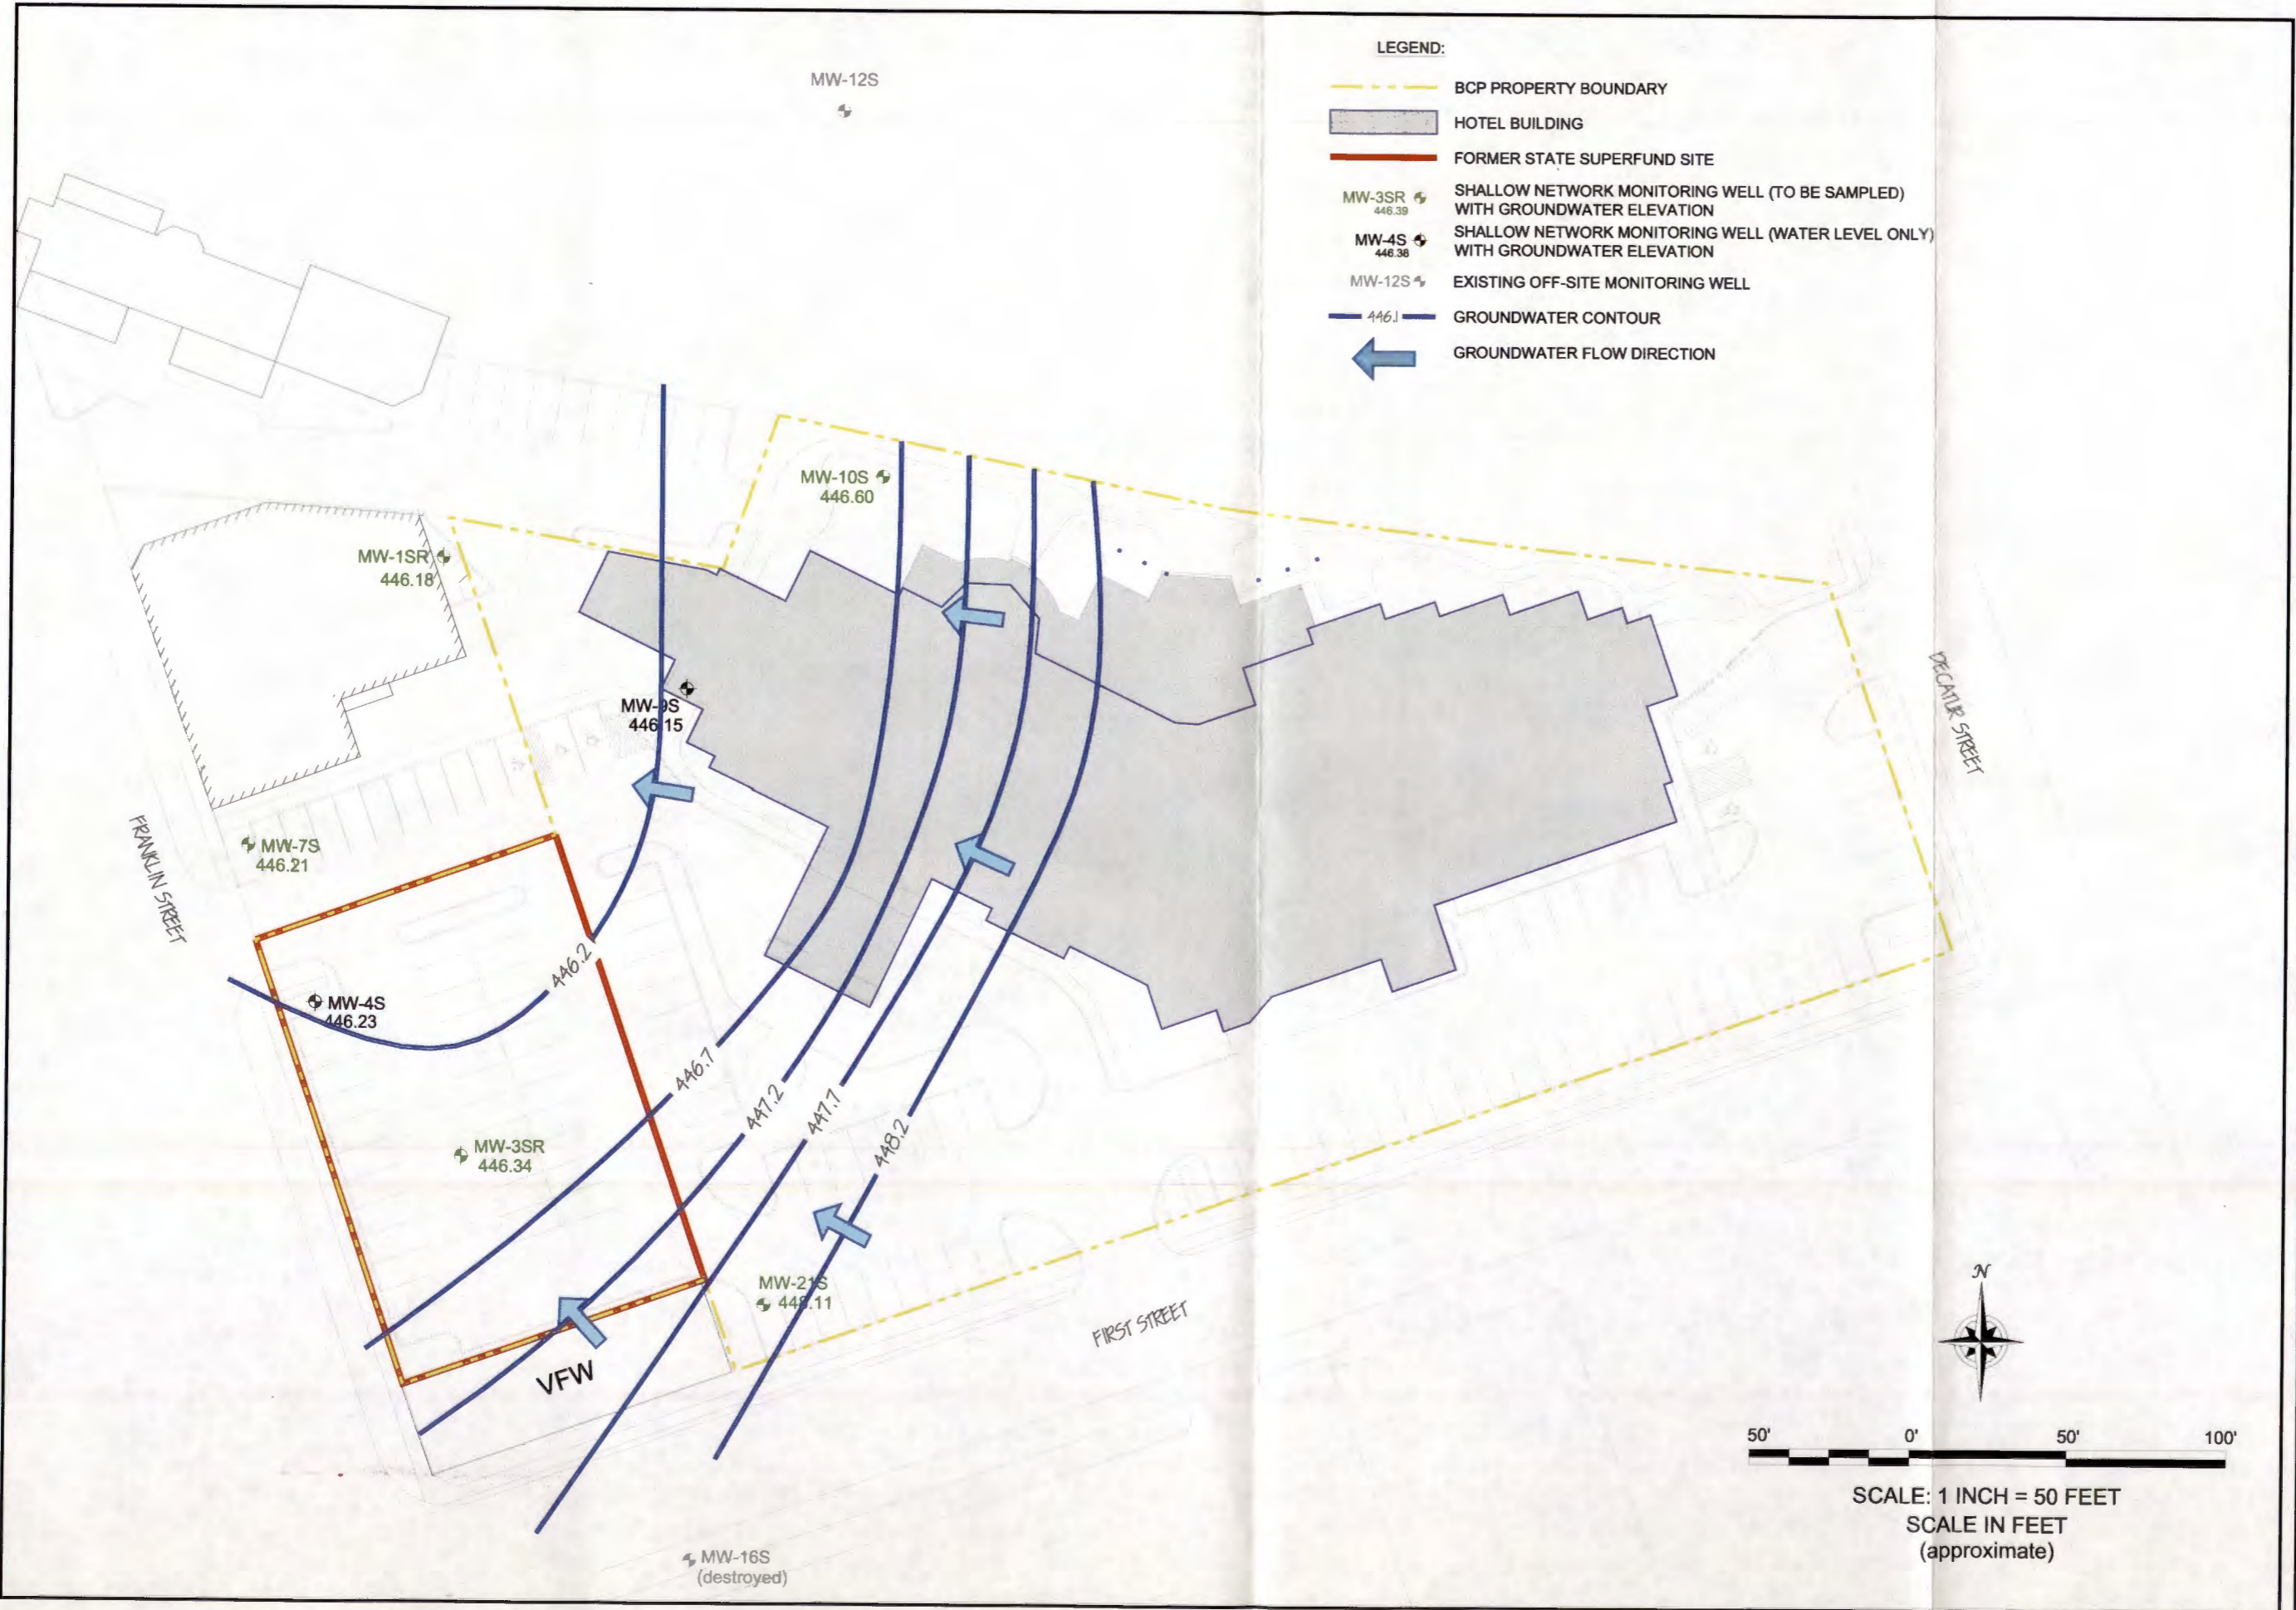 LEGEND:
BCP PROPERTY BOUNDARY
HOTEL BUILDING
FORMER STATE SUPERFUND SITE
MW-3SR
446.39
SHALLOW NETWORK MONITORING WELL (TO BE SAMPLED)
WITH GROUNDWATER ELEVATION
MW-4S
446.38
SHALLOW NETWORK MONITORING WELL (WATER LEVEL ONLY)
WITH GROUNDWATER ELEVATION
MW-12S
EXISTING OFF-SITE MONITORING WELL
446.1
GROUNDWATER CONTOUR
GROUNDWATER FLOW DIRECTION
MW-12S
MW-10S
446.60
MW-1SR
446.18
MW-9S
446.15
DECATUR STREET
FRANKLIN STREET
MW-7S
446.21
446.2
MW-4S
446.23
446.7
447.2
447.7
448.2
MW-3SR
446.34
MW-21S
448.11
FIRST STREET
VFW
N
MW-16S
(destroyed)
50' 0' 50' 100'
SCALE: 1 INCH = 50 FEET
SCALE IN FEET
(approximate)